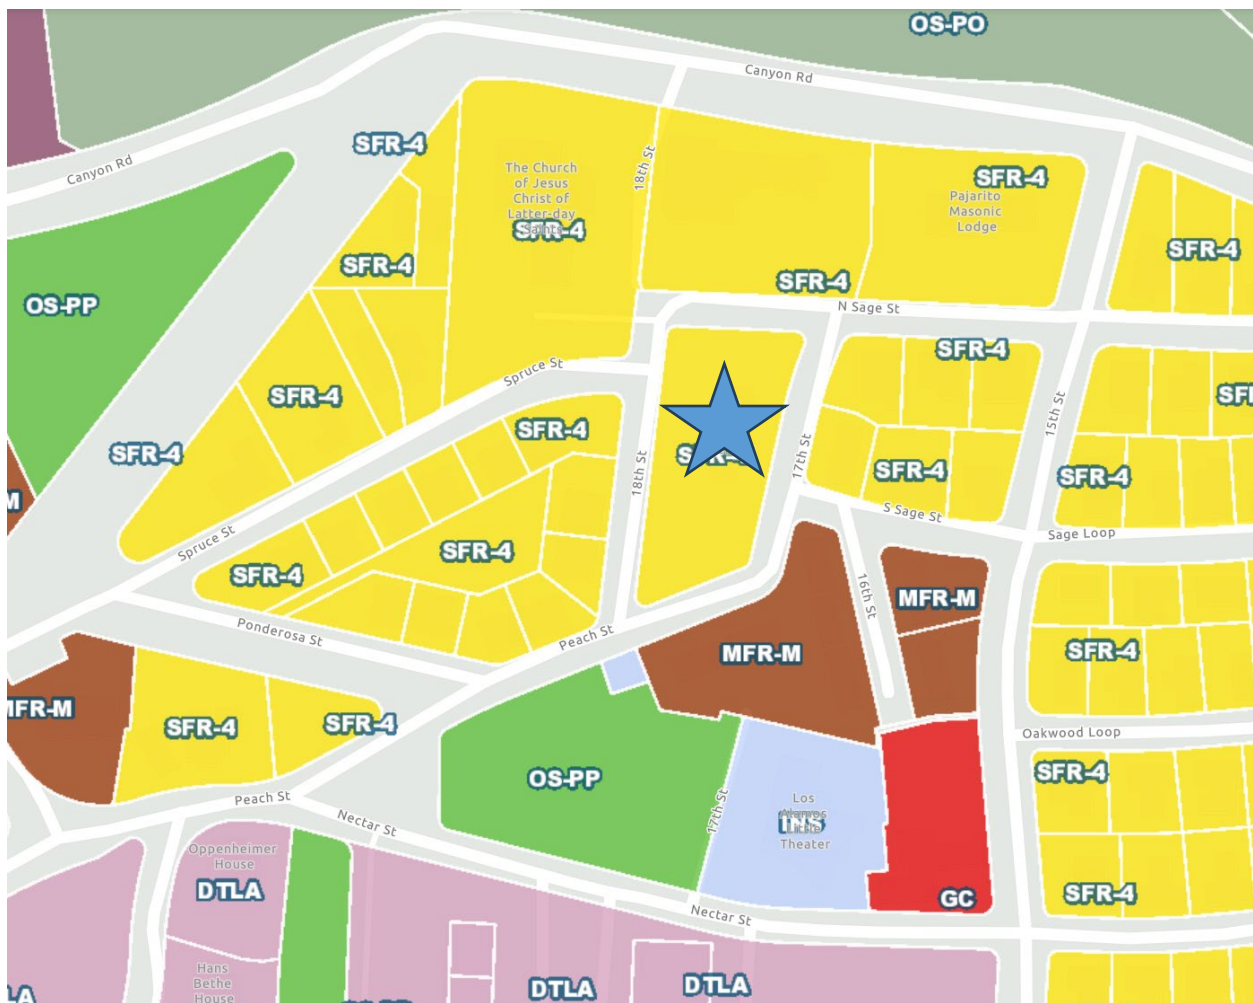 OS-PO
Canyon Rd
SFR-4
Canyon Rd
18th St
The Church
of Jesus
Christ of
Latter-day
Saints
SFR-4
SFR-4
Pajarito
Masonic
Lodge
SFR-4
SFR-4
SFR-4
OS-PP
N Sage St
SFR-4
Spruce St
SFR-4
SFR-4
SFR-4
15th St
17th St
18th St
SFR-4
SFR-4
SFR-4
S Sage St
Sage Loop
Spruce St
SFR-4
SFR-4
16th St
MFR-M
Ponderosa St
Peach St
MFR-M
SFR-4
MFR-M
SFR-4
SFR-4
Oakwood Loop
OS-PP
SFR-4
Peach St
Nectar St
17th St
Los
Alamos
Little
Theater
INS
Oppenheimer
House
DTLA
GC
SFR-4
Nectar St
Hans
Bethe
House
DTLA
DTLA